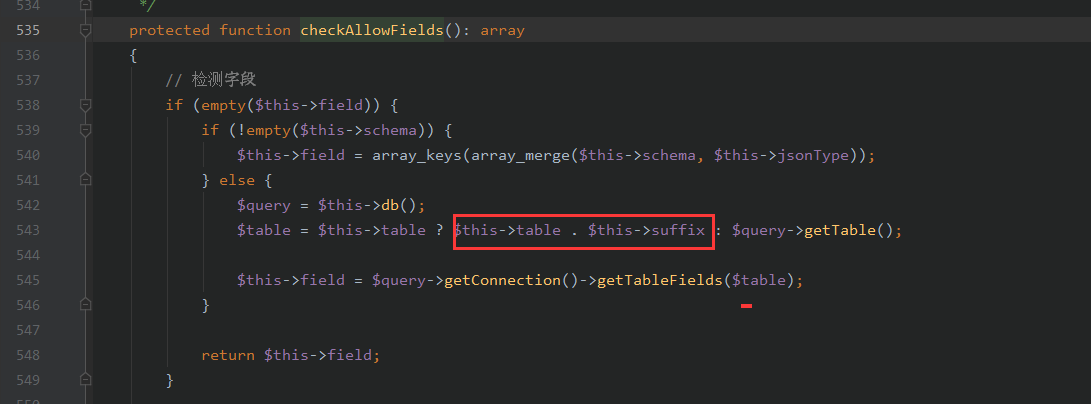 534 */
535 protected function checkAllowFields(): array
536 {
537 // 检测字段
538 if (empty($this->field)) {
539 if (!empty($this->schema)) {
540 $this->field = array_keys(array_merge($this->schema, $this->jsonType));
541 } else {
542 $query = $this->db();
543 $table = $this->table ? $this->table . $this->suffix : $query->getTable();
544
545 $this->field = $query->getConnection()->getTableFields($table);
546 }
547
548 return $this->field;
549 }